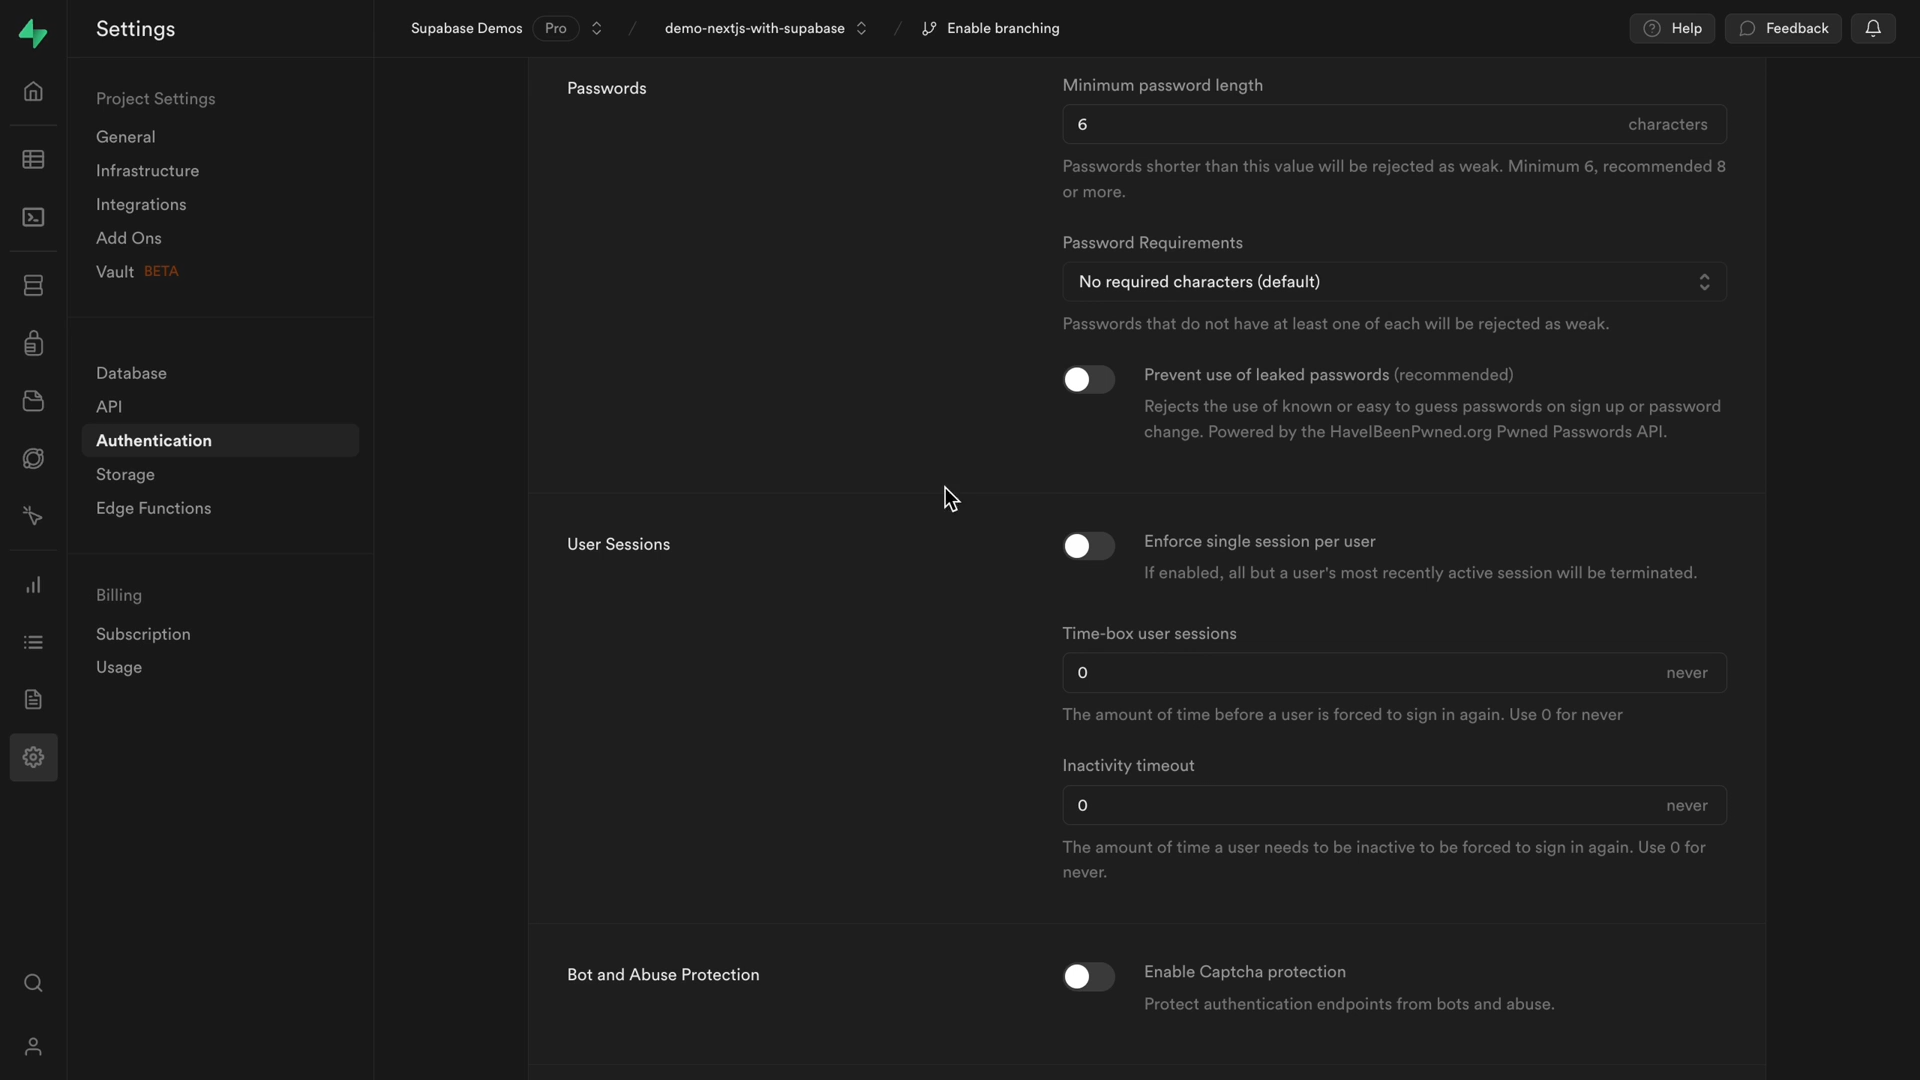 Settings
Supabase Demos Pro / demo-nextjs-with-supabase / Enable branching
Help
Feedback
Project Settings
General
Infrastructure
Integrations
Add Ons
Vault BETA
Database
API
Authentication
Storage
Edge Functions
Billing
Subscription
Usage
Passwords
Minimum password length
6 characters
Passwords shorter than this value will be rejected as weak. Minimum 6, recommended 8
or more.
Password Requirements
No required characters (default)
Passwords that do not have at least one of each will be rejected as weak.
Prevent use of leaked passwords (recommended)
Rejects the use of known or easy to guess passwords on sign up or password
change. Powered by the HaveIBeenPwned.org Pwned Passwords API.
User Sessions
Enforce single session per user
If enabled, all but a user's most recently active session will be terminated.
Time-box user sessions
0 never
The amount of time before a user is forced to sign in again. Use 0 for never
Inactivity timeout
0 never
The amount of time a user needs to be inactive to be forced to sign in again. Use 0 for
never.
Bot and Abuse Protection
Enable Captcha protection
Protect authentication endpoints from bots and abuse.